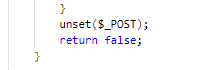 }
unset($_POST);
return false;
}